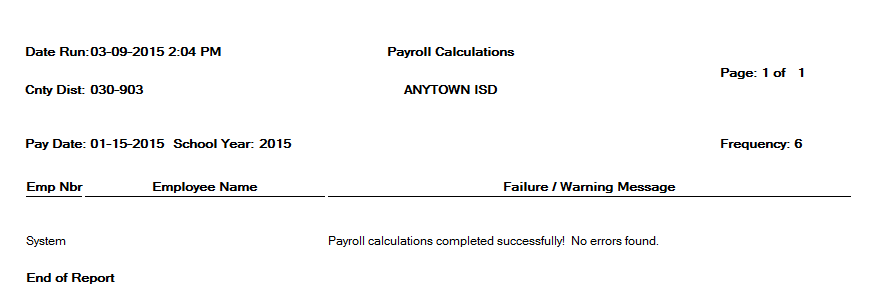 Date Run: 03-09-2015 2:04 PM Payroll Calculations
Page: 1 of 1
Cnty Dist: 030-903 ANYTOWN ISD
Pay Date: 01-15-2015 School Year: 2015 Frequency: 6
Emp Nbr Employee Name Failure / Warning Message
System Payroll calculations completed successfully! No errors found.
End of Report